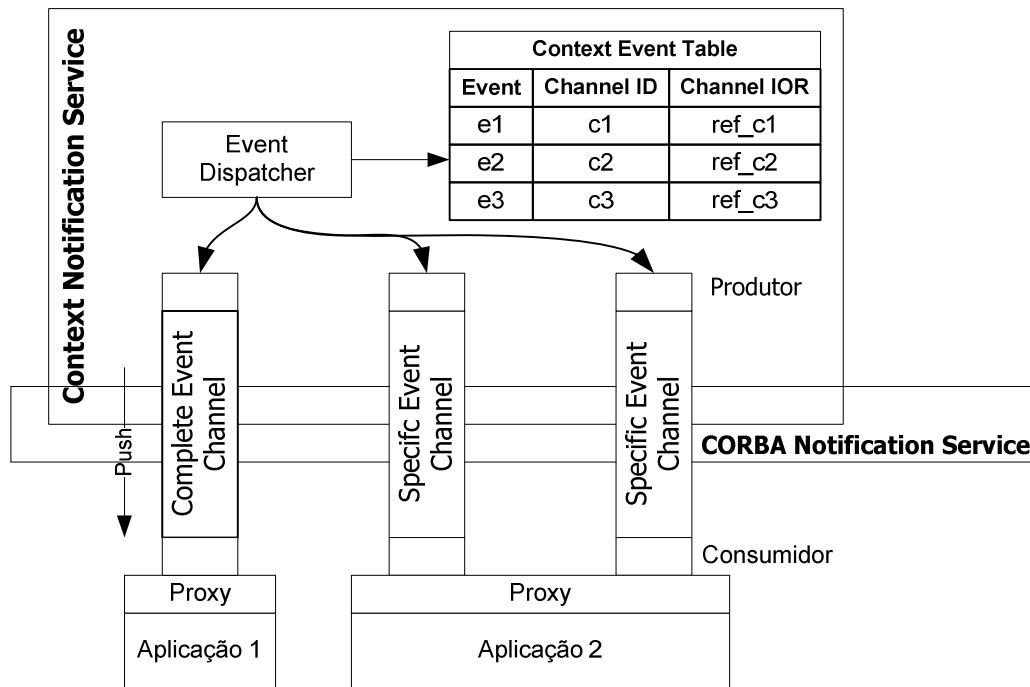 Context Notification Service
Context Event Table
Event Channel ID Channel IOR
e1 c1 ref_c1
e2 c2 ref_c2
e3 c3 ref_c3
Event
Dispatcher
Produtor
Complete Event
Channel
Specifc Event
Channel
Specific Event
Channel
Push
CORBA Notification Service
Consumidor
Proxy
Proxy
Aplicação 1
Aplicação 2